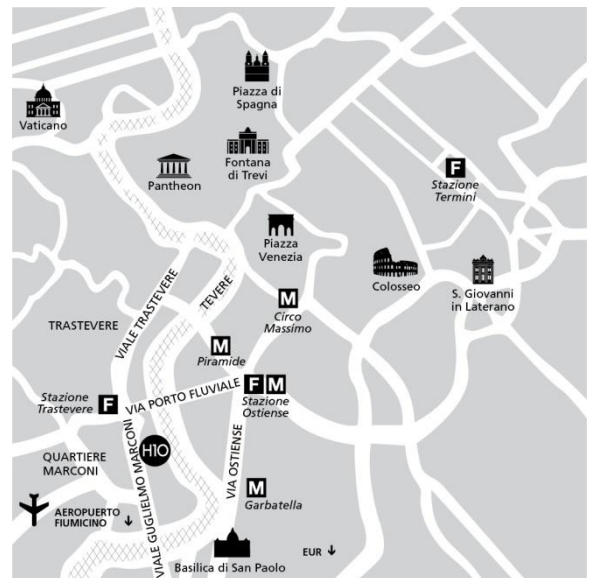 Piazza di
Spagna
Vaticano
Fontana
di Trevi
Pantheon
F
Stazione
Termini
Piazza
Venezia
Colosseo
S. Giovanni
in Laterano
TEVERE
M
Circo
Massimo
VIALE TRASTEVERE
TRASTEVERE
M
Piramide
Stazione
Trastevere
F
VIA PORTO FLUVIALE
F M
Stazione
Ostiense
H10
QUARTIERE
MARCONI
VIALE GUGLIELMO MARCONI
VIA OSTIENSE
M
Garbatella
AEROPUERTO
FIUMICINO ↓
EUR ↓
Basilica di San Paolo